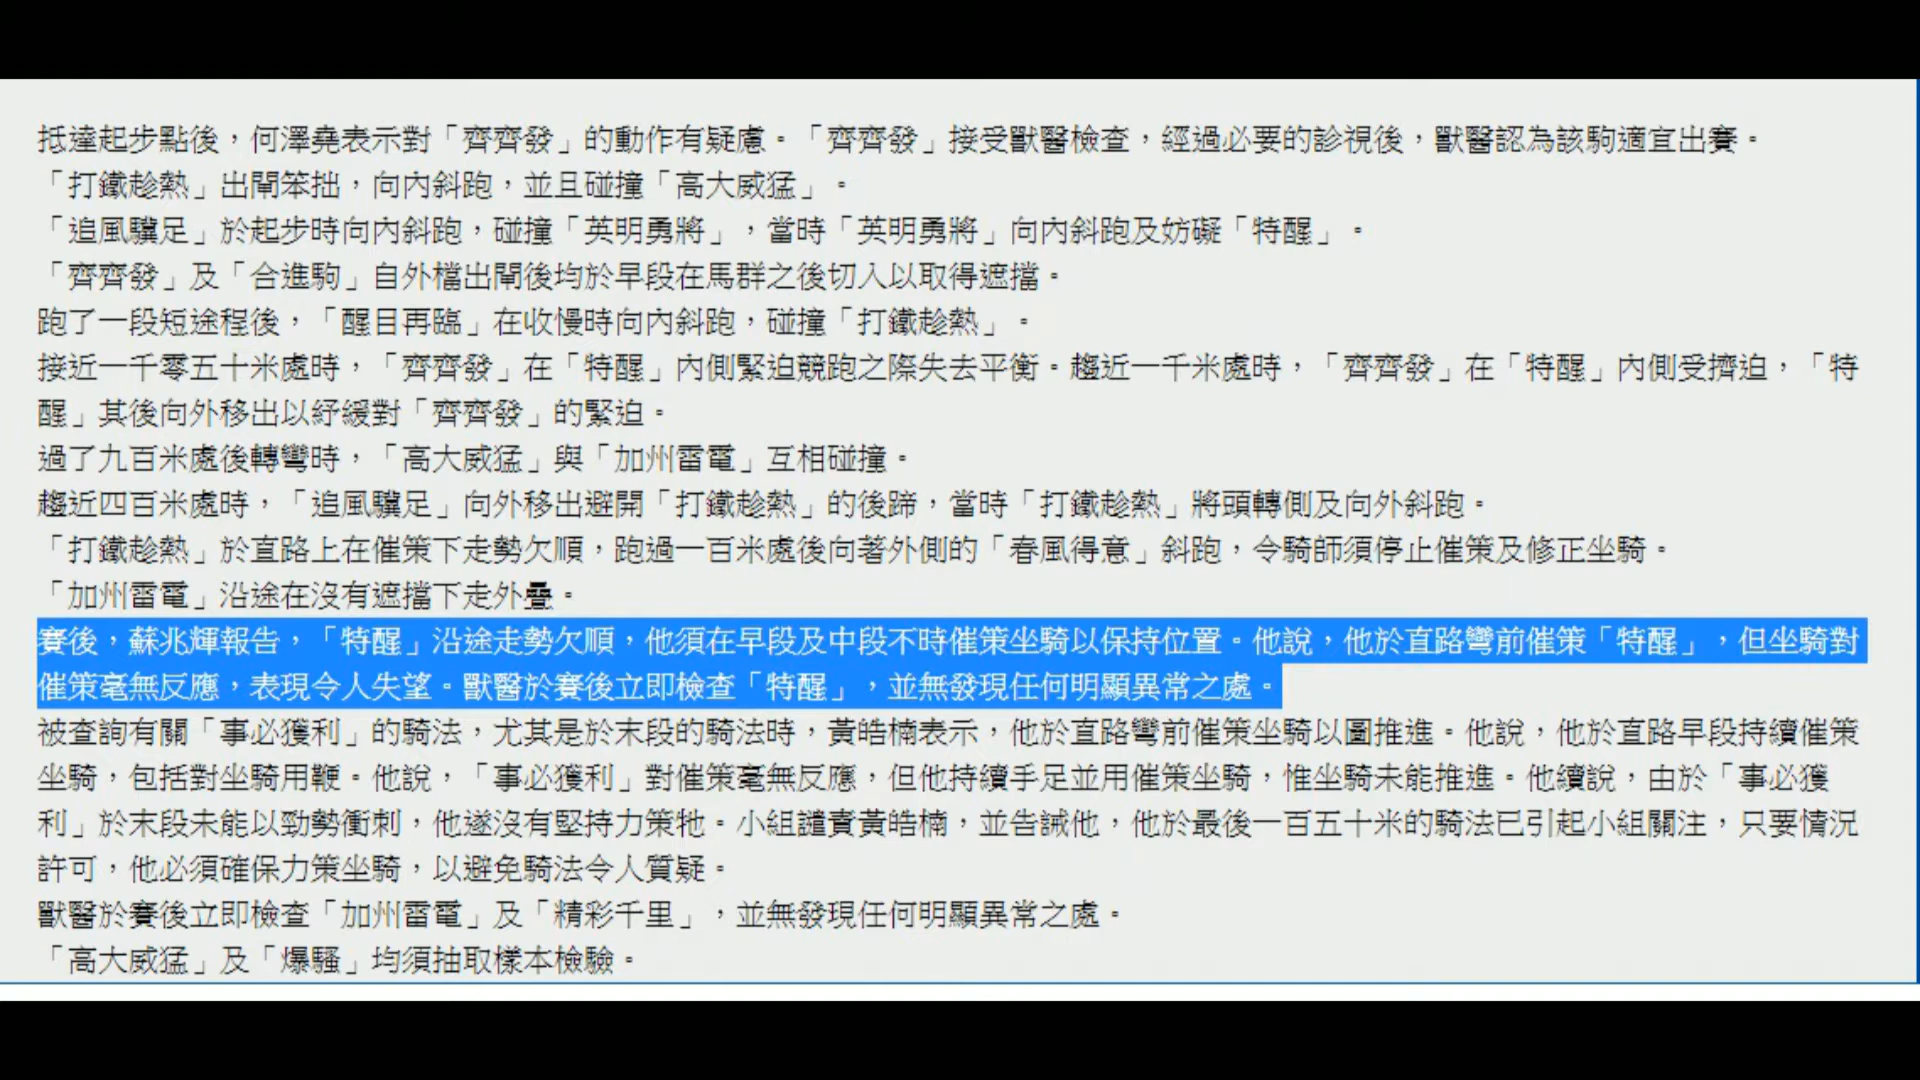 抵達起步點後，何澤堯表示對「齊齊發」的動作有疑慮。「齊齊發」接受獸醫檢查，經過必要的診視後，獸醫認為該駒適宜出賽。
「打鐵趁熱」出閘笨拙，向內斜跑，並且碰撞「高大威猛」。
「追風驥足」於起步時向內斜跑，碰撞「英明勇將」，當時「英明勇將」向內斜跑及妨礙「特醒」。
「齊齊發」及「合進駒」自外檔出閘後均於早段在馬群之後切入以取得遮擋。
跑了一段短途程後，「醒目再臨」在收慢時向內斜跑，碰撞「打鐵趁熱」。
接近一千零五十米處時，「齊齊發」在「特醒」內側緊迫競跑之際失去平衡。趨近一千米處時，「齊齊發」在「特醒」內側受擠迫，「特
醒」其後向外移出以紓緩對「齊齊發」的緊迫。
過了九百米處後轉彎時，「高大威猛」與「加州雷電」互相碰撞。
趨近四百米處時，「追風驥足」向外移出避開「打鐵趁熱」的後蹄，當時「打鐵趁熱」將頭轉側及向外斜跑。
「打鐵趁熱」於直路上在催策下走勢欠順，跑過一百米處後向著外側的「春風得意」斜跑，令騎師須停止催策及修正坐騎。
「加州雷電」沿途在沒有遮擋下走外疊。
賽後，蘇兆輝報告，「特醒」沿途走勢欠順，他須在早段及中段不時催策坐騎以保持位置。他說，他於直路彎前催策「特醒」，但坐騎對
催策毫無反應，表現令人失望。獸醫於賽後立即檢查「特醒」，並無發現任何明顯異常之處。
被查詢有關「事必獲利」的騎法，尤其是於末段的騎法時，黃皓楠表示，他於直路彎前催策坐騎以圖推進。他說，他於直路早段持續催策
坐騎，包括對坐騎用鞭。他說，「事必獲利」對催策毫無反應，但他持續手足並用催策坐騎，惟坐騎未能推進。他續說，由於「事必獲
利」於末段未能以勁勢衝刺，他遂沒有堅持力策牠。小組譴責黃皓楠，並告誡他，他於最後一百五十米的騎法已引起小組關注，只要情況
許可，他必須確保力策坐騎，以避免騎法令人質疑。
獸醫於賽後立即檢查「加州雷電」及「精彩千里」，並無發現任何明顯異常之處。
「高大威猛」及「爆騷」均須抽取樣本檢驗。